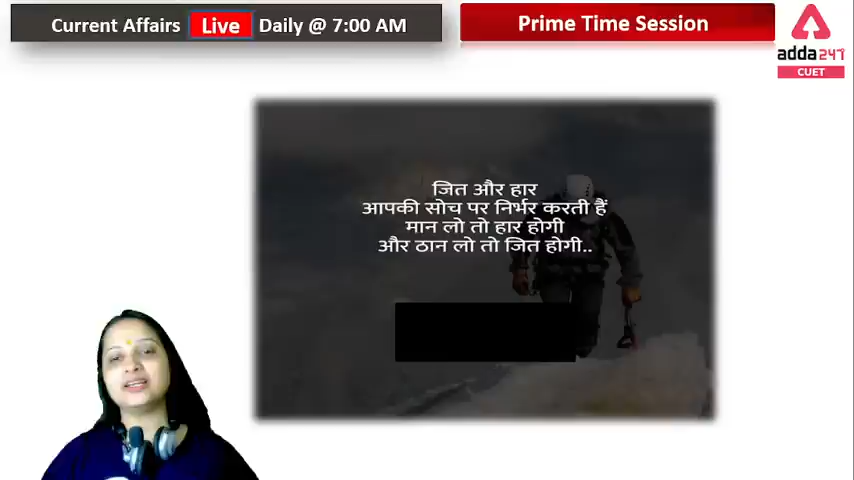 Current Affairs Live Daily @ 7:00 AM
Prime Time Session
adda247
CUET
जित और हार
आपकी सोच पर निर्भर करती हैं
मान लो तो हार होगी
और ठान लो तो जित होगी..